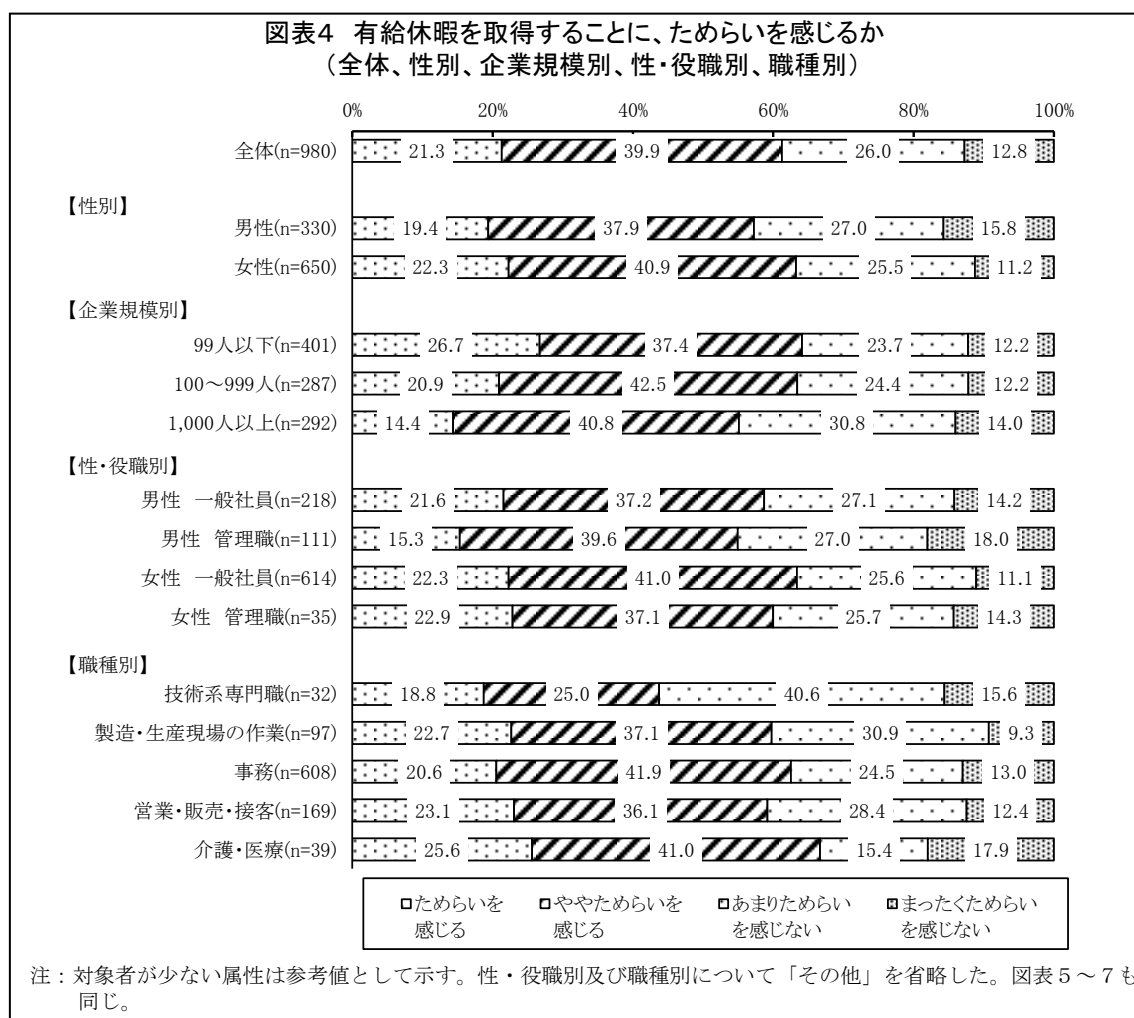 図表4 有給休暇を取得することに、ためらいを感じるか
（全体、性別、企業規模別、性・役職別、職種別）
0% 20% 40% 60% 80% 100%
全体(n=980) 21.3 39.9 26.0 12.8
【性別】
男性(n=330) 19.4 37.9 27.0 15.8
女性(n=650) 22.3 40.9 25.5 11.2
【企業規模別】
99人以下(n=401) 26.7 37.4 23.7 12.2
100～999人(n=287) 20.9 42.5 24.4 12.2
1,000人以上(n=292) 14.4 40.8 30.8 14.0
【性・役職別】
男性 一般社員(n=218) 21.6 37.2 27.1 14.2
男性 管理職(n=111) 15.3 39.6 27.0 18.0
女性 一般社員(n=614) 22.3 41.0 25.6 11.1
女性 管理職(n=35) 22.9 37.1 25.7 14.3
【職種別】
技術系専門職(n=32) 18.8 25.0 40.6 15.6
製造・生産現場の作業(n=97) 22.7 37.1 30.9 9.3
事務(n=608) 20.6 41.9 24.5 13.0
営業・販売・接客(n=169) 23.1 36.1 28.4 12.4
介護・医療(n=39) 25.6 41.0 15.4 17.9
ためらいを ややためらいを あまりためらい まったくためらい
感じる 感じる を感じない を感じない
注：対象者が少ない属性は参考値として示す。性・役職別及び職種別について「その他」を省略した。図表5～7も
同じ。